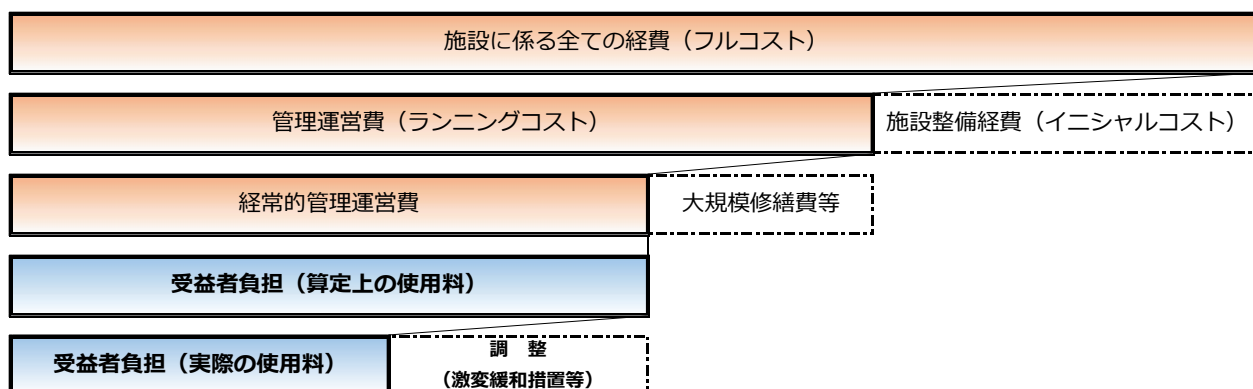 施設に係る全ての経費（フルコスト）
管理運営費（ランニングコスト）
施設整備経費（イニシャルコスト）
経常的管理運営費
大規模修繕費等
受益者負担（算定上の使用料）
受益者負担（実際の使用料）
調　整
（激変緩和措置等）